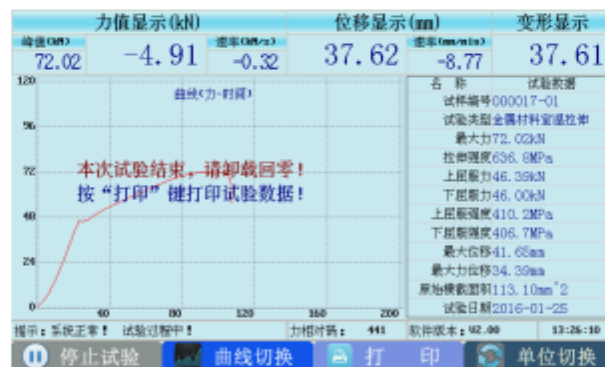 力值显示(kN) 位移显示(mm) 变形显示
峰值(kN) 速率(kN/s) 速率(mm/min)
72.02 -4.91 -0.32 37.62 -8.77 37.61
120
曲线(力-时间)
96
72
48
24
0
40 80 120 160 200
本次试验结束，请卸载回零！
按“打印”键打印试验数据！
名 称 试验数据
试样编号000017-01
试验类型金属材料室温拉伸
最大力72.02kN
拉伸强度636.8MPa
上屈服力46.39kN
下屈服力46.00kN
上屈服强度410.2MPa
下屈服强度406.7MPa
最大位移41.65mm
最大力位移34.39mm
原始横截面积113.10mm^2
试验日期2016-01-25
提示：系统正常！ 试验过程中！ 力相对码： 441 软件版本：V2.00 13:26:10
停止试验 曲线切换 打 印 单位切换